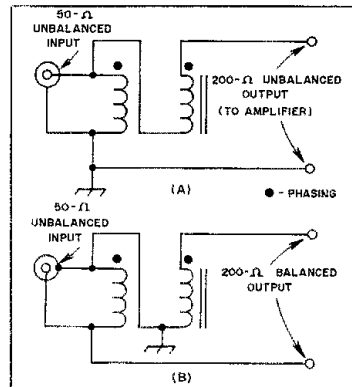 50-Ω
UNBALANCED
INPUT
200-Ω UNBALANCED
OUTPUT
(TO AMPLIFIER)
(A)
● - PHASING
50-Ω
UNBALANCED
INPUT
200-Ω BALANCED
OUTPUT
(B)